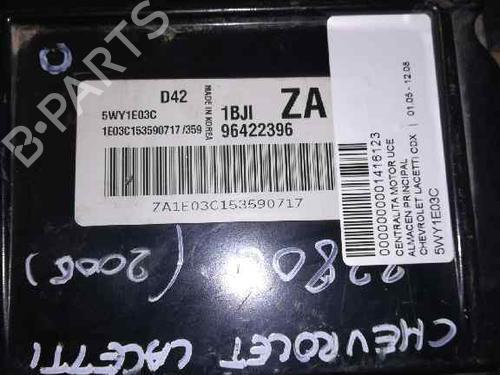 D42
5WY1E03C
1E03C153590717 /359
MADE IN KOREA
1BJI
ZA
96422396
ZA1E03C153590717
0000000001416123
CENTRALITA MOTOR UCE
ALMACEN PRINCIPAL
CHEVROLET LACETTI CDX | 01.05 - 12.08
5WY1E03C
(2006)
CHEVROLET LACETTI
B-PARTS